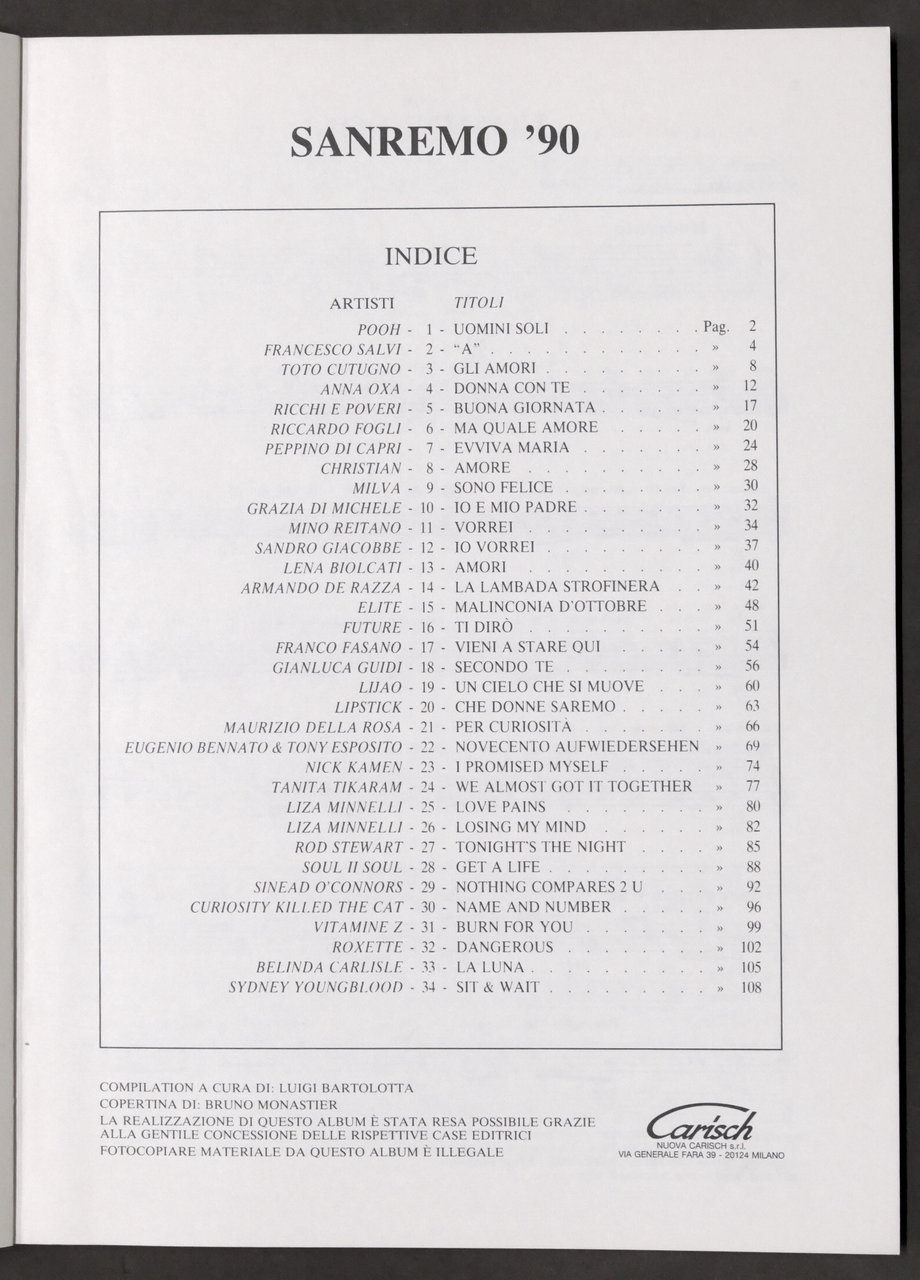 SANREMO ’90
INDICE
ARTISTI TITOLI
POOH - 1 - UOMINI SOLI . . . . . . . . Pag. 2
FRANCESCO SALVI - 2 - “A” . . . . . . . . . . . . » 4
TOTO CUTUGNO - 3 - GLI AMORI . . . . . . . . . » 8
ANNA OXA - 4 - DONNA CON TE . . . . . . . » 12
RICCHI E POVERI - 5 - BUONA GIORNATA . . . . . . » 17
RICCARDO FOGLI - 6 - MA QUALE AMORE . . . . . » 20
PEPPINO DI CAPRI - 7 - EVVIVA MARIA . . . . . . . » 24
CHRISTIAN - 8 - AMORE . . . . . . . . . . » 28
MILVA - 9 - SONO FELICE . . . . . . . . » 30
GRAZIA DI MICHELE - 10 - IO E MIO PADRE . . . . . . . » 32
MINO REITANO - 11 - VORREI . . . . . . . . . . » 34
SANDRO GIACOBBE - 12 - IO VORREI . . . . . . . . . » 37
LENA BIOLCATI - 13 - AMORI . . . . . . . . . . » 40
ARMANDO DE RAZZA - 14 - LA LAMBADA STROFINERA . . » 42
ELITE - 15 - MALINCONIA D’OTTOBRE . . . » 48
FUTURE - 16 - TI DIRÒ . . . . . . . . . . » 51
FRANCO FASANO - 17 - VIENI A STARE QUI . . . . . » 54
GIANLUCA GUIDI - 18 - SECONDO TE . . . . . . . . » 56
LIJAO - 19 - UN CIELO CHE SI MUOVE . . . » 60
LIPSTICK - 20 - CHE DONNE SAREMO . . . . . » 63
MAURIZIO DELLA ROSA - 21 - PER CURIOSITÀ . . . . . . . » 66
EUGENIO BENNATO & TONY ESPOSITO - 22 - NOVECENTO AUFWIEDERSEHEN » 69
NICK KAMEN - 23 - I PROMISED MYSELF . . . . . » 74
TANITA TIKARAM - 24 - WE ALMOST GOT IT TOGETHER » 77
LIZA MINNELLI - 25 - LOVE PAINS . . . . . . . . » 80
LIZA MINNELLI - 26 - LOSING MY MIND . . . . . . » 82
ROD STEWART - 27 - TONIGHT’S THE NIGHT . . . . » 85
SOUL II SOUL - 28 - GET A LIFE . . . . . . . . . » 88
SINEAD O’CONNORS - 29 - NOTHING COMPARES 2 U . . . » 92
CURIOSITY KILLED THE CAT - 30 - NAME AND NUMBER . . . . . » 96
VITAMINE Z - 31 - BURN FOR YOU . . . . . . . » 99
ROXETTE - 32 - DANGEROUS . . . . . . . . » 102
BELINDA CARLISLE - 33 - LA LUNA . . . . . . . . . . » 105
SYDNEY YOUNGBLOOD - 34 - SIT & WAIT . . . . . . . . . » 108
COMPILATION A CURA DI: LUIGI BARTOLOTTA
COPERTINA DI: BRUNO MONASTIER
LA REALIZZAZIONE DI QUESTO ALBUM È STATA RESA POSSIBILE GRAZIE
ALLA GENTILE CONCESSIONE DELLE RISPETTIVE CASE EDITRICI
FOTOCOPIARE MATERIALE DA QUESTO ALBUM È ILLEGALE
Carisch
NUOVA CARISCH s.r.l.
VIA GENERALE FARA 39 - 20124 MILANO